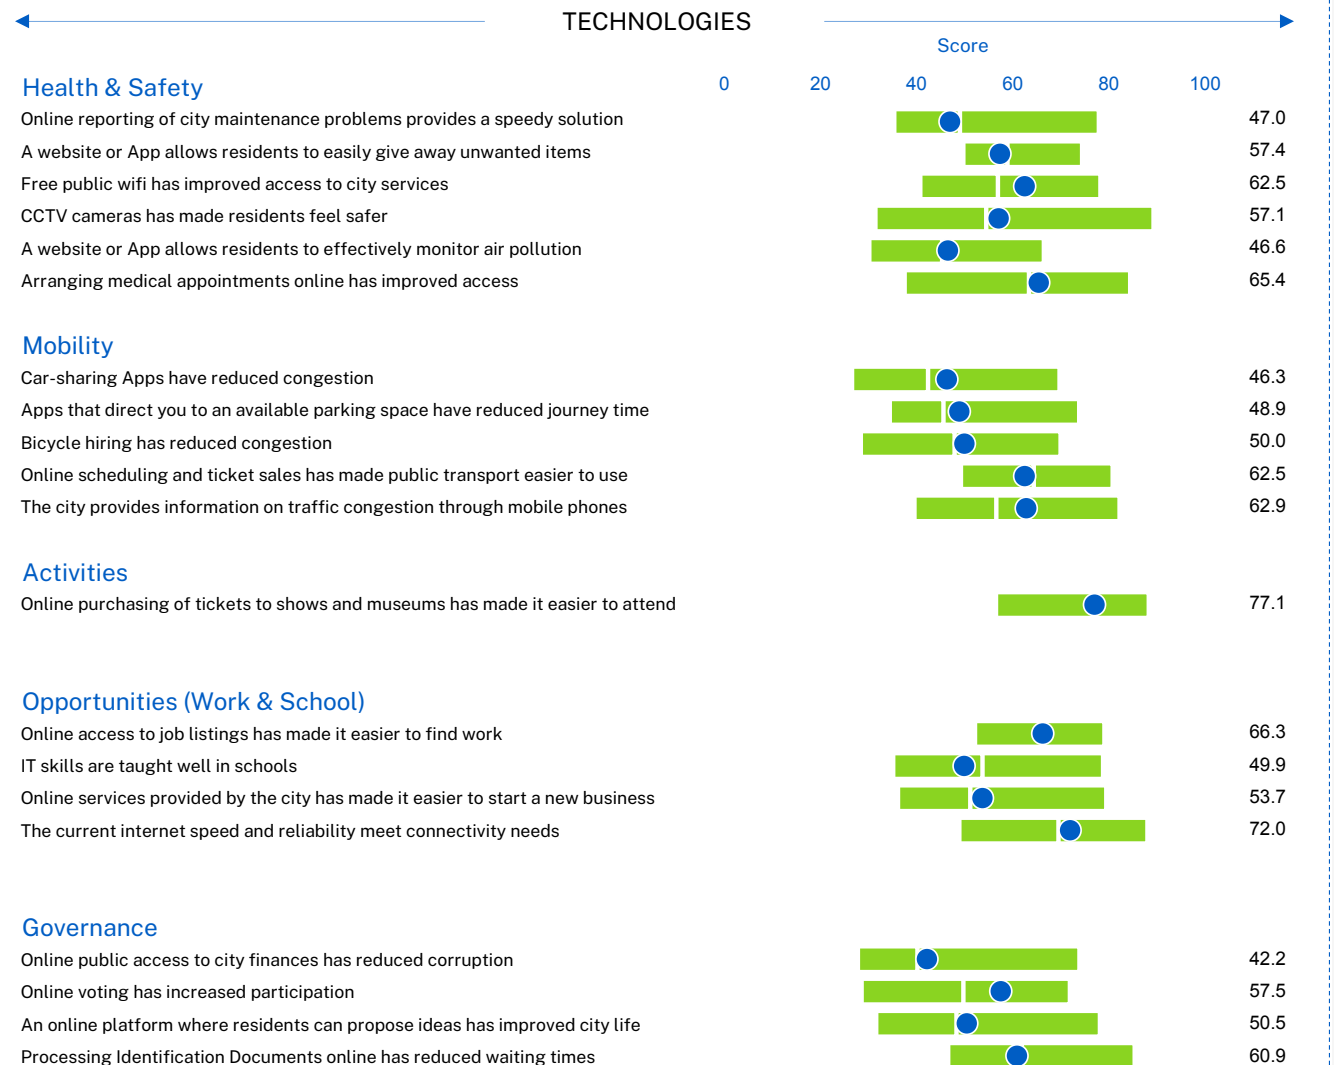 TECHNOLOGIES
Score
Health & Safety 0 20 40 60 80 100
Online reporting of city maintenance problems provides a speedy solution 47.0
A website or App allows residents to easily give away unwanted items 57.4
Free public wifi has improved access to city services 62.5
CCTV cameras has made residents feel safer 57.1
A website or App allows residents to effectively monitor air pollution 46.6
Arranging medical appointments online has improved access 65.4
Mobility
Car-sharing Apps have reduced congestion 46.3
Apps that direct you to an available parking space have reduced journey time 48.9
Bicycle hiring has reduced congestion 50.0
Online scheduling and ticket sales has made public transport easier to use 62.5
The city provides information on traffic congestion through mobile phones 62.9
Activities
Online purchasing of tickets to shows and museums has made it easier to attend 77.1
Opportunities (Work & School)
Online access to job listings has made it easier to find work 66.3
IT skills are taught well in schools 49.9
Online services provided by the city has made it easier to start a new business 53.7
The current internet speed and reliability meet connectivity needs 72.0
Governance
Online public access to city finances has reduced corruption 42.2
Online voting has increased participation 57.5
An online platform where residents can propose ideas has improved city life 50.5
Processing Identification Documents online has reduced waiting times 60.9